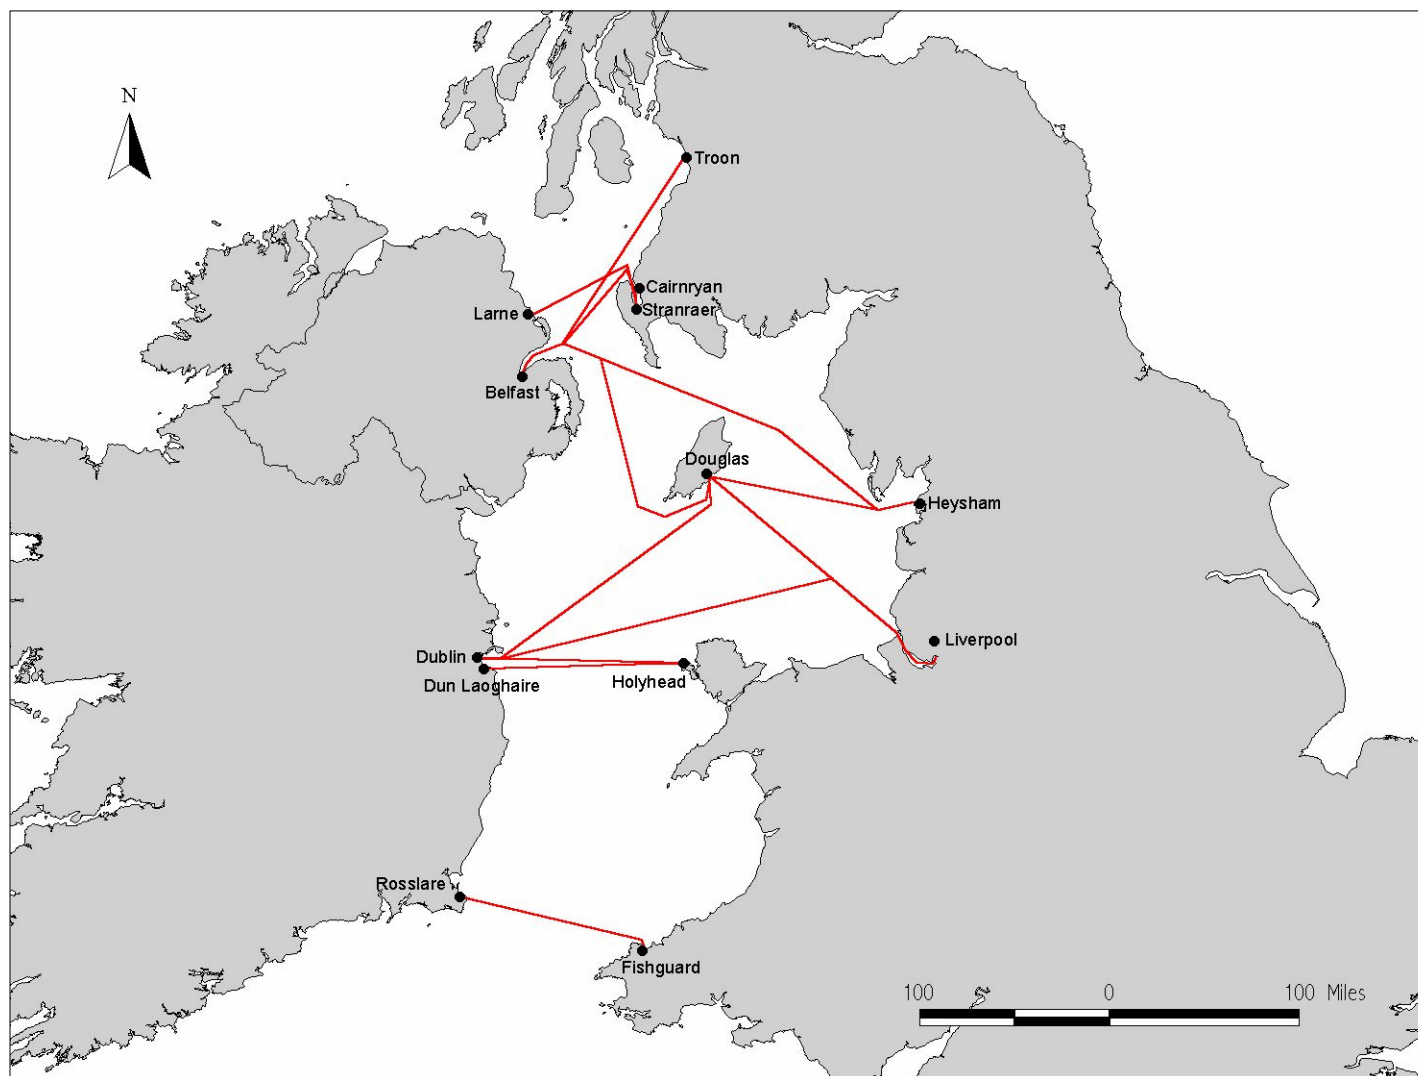 N
Troon
Cairnryan
Larne
Stranraer
Belfast
Douglas
Heysham
Liverpool
Dublin
Dun Laoghaire
Holyhead
Rosslare
Fishguard
100 0 100 Miles